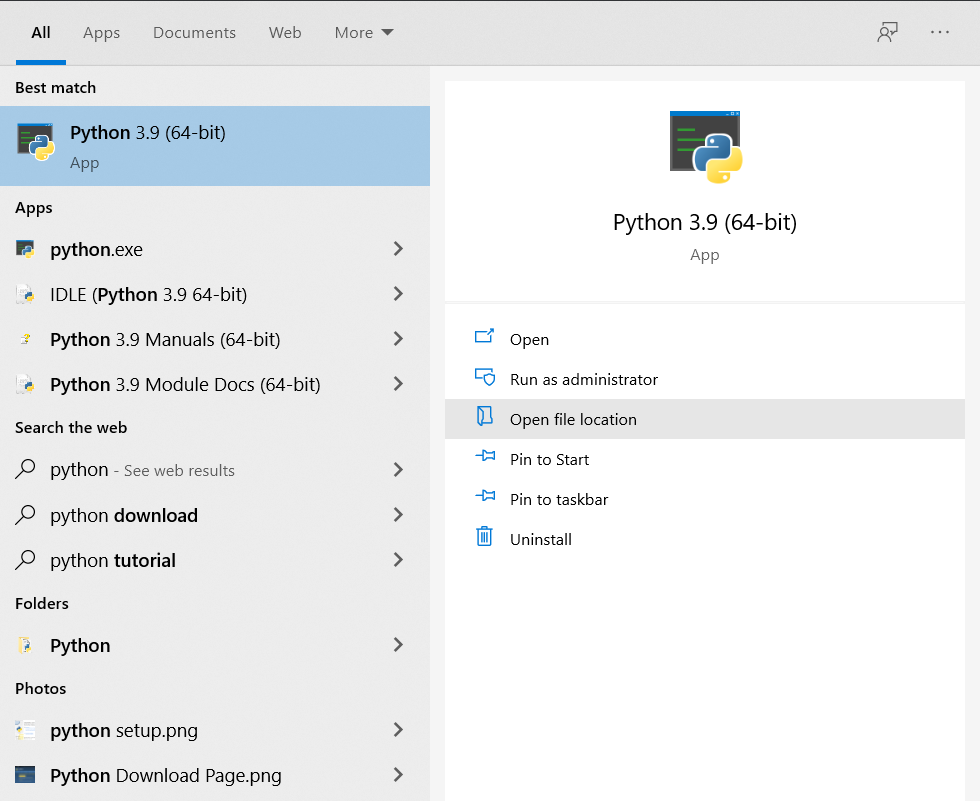 All Apps Documents Web More
Best match
Python 3.9 (64-bit)
App
Apps
python.exe
IDLE (Python 3.9 64-bit)
Python 3.9 Manuals (64-bit)
Python 3.9 Module Docs (64-bit)
Search the web
python - See web results
python download
python tutorial
Folders
Python
Photos
python setup.png
Python Download Page.png
Python 3.9 (64-bit)
App
Open
Run as administrator
Open file location
Pin to Start
Pin to taskbar
Uninstall